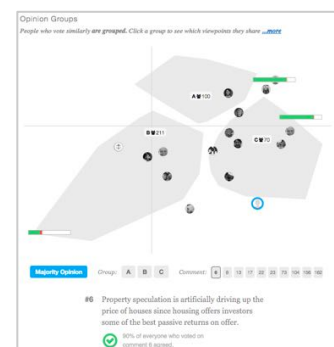 Opinion Groups
People who vote similarly are grouped. Click a group to see which viewpoints they share ...more
A 100
B 211
C 70
Majority Opinion Group: A B C Comment: 6 8 13 17 22 23 73 104 198 162
#6 Property speculation is artificially driving up the
price of houses since housing offers investors
some of the best passive returns on offer.
90% of everyone who voted on
comment 6 agreed.